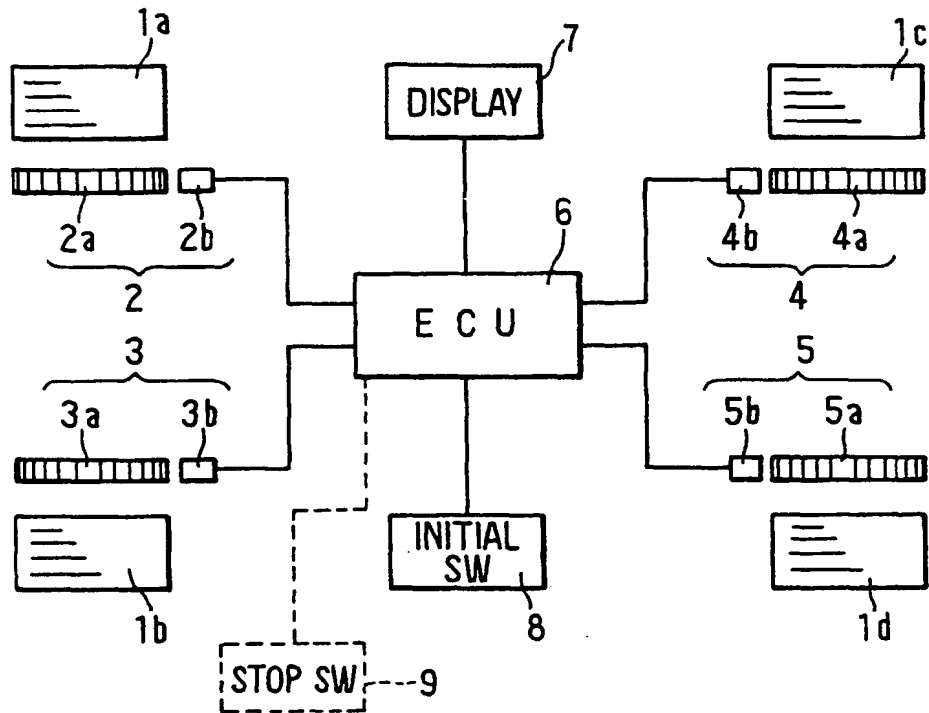 1a 7 1c
DISPLAY
2a 2b 6 4b 4a
2 E C U 4
3 5
3a 3b 5b 5a
INITIAL
SW
1b 8 1d
STOP SW 9